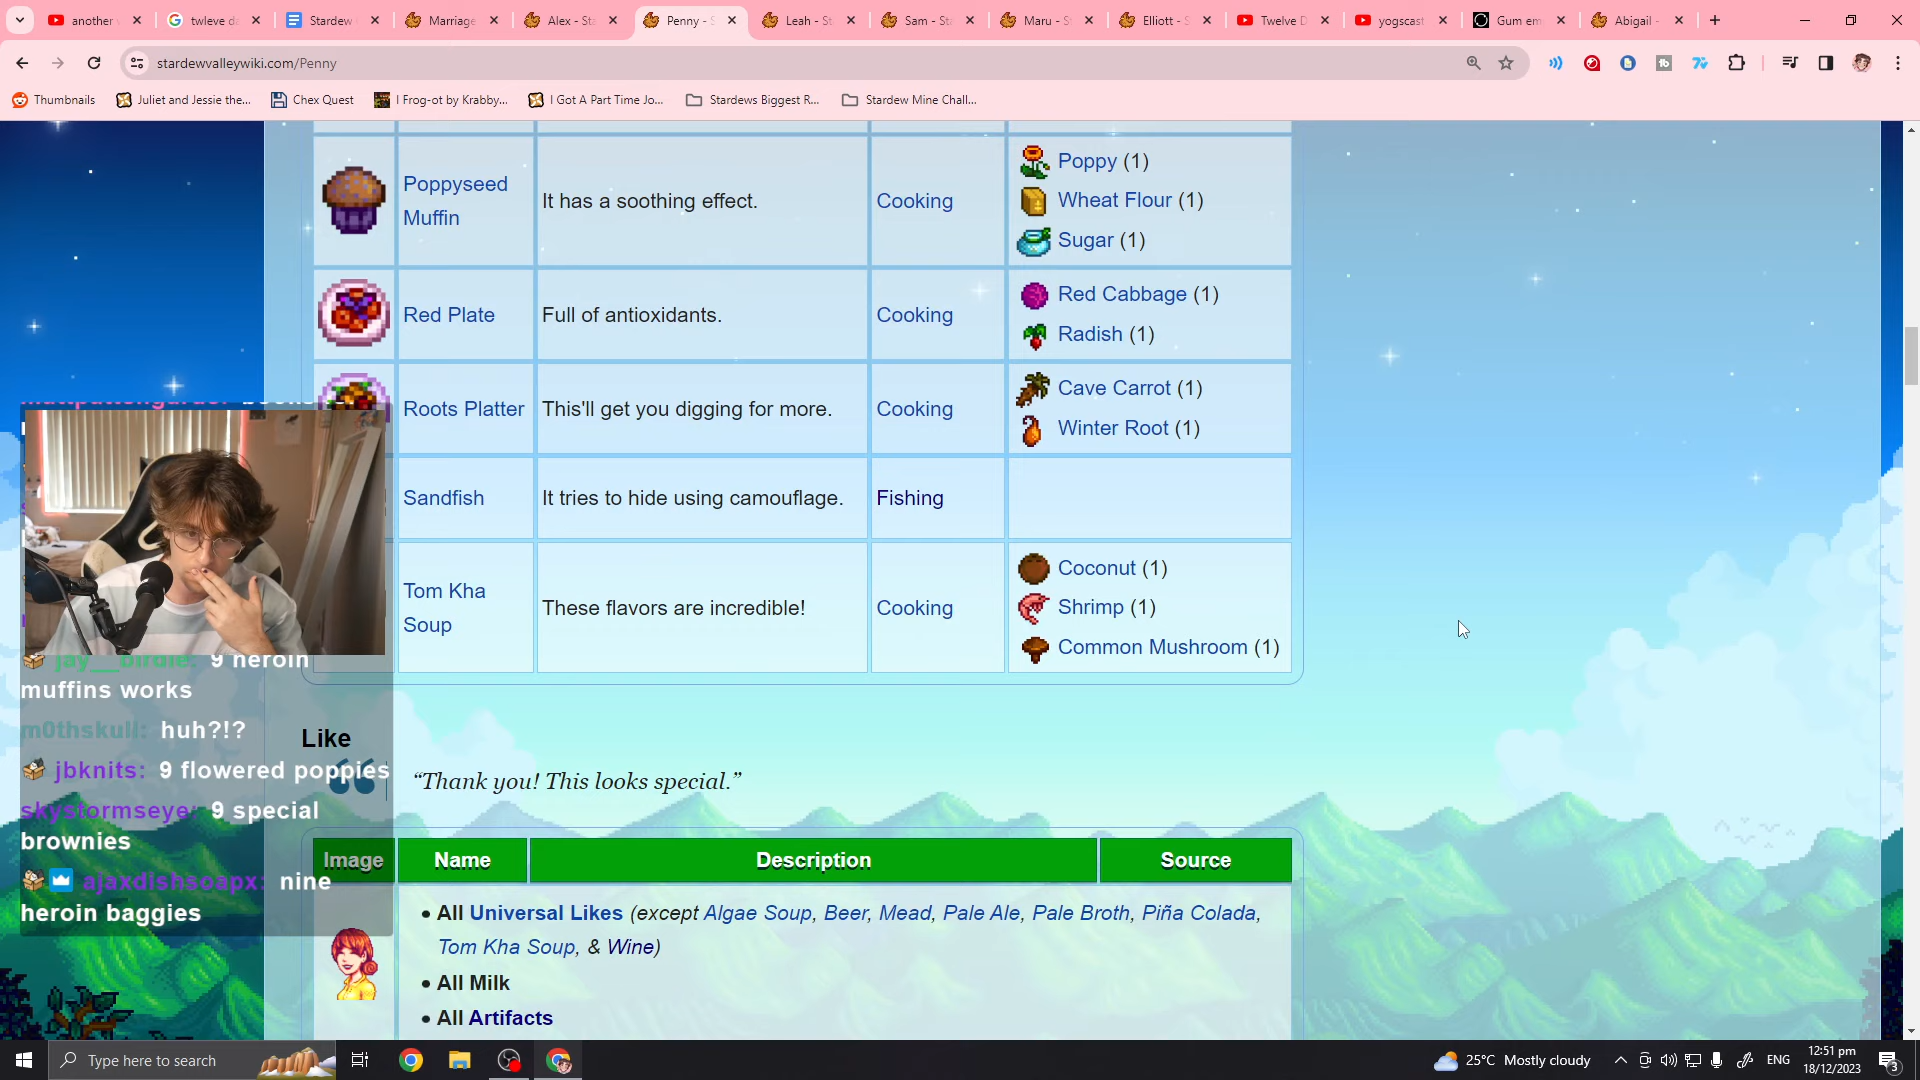 another
twleve da
Stardew
Marriage
Alex - Sta
Penny - S
Leah - St
Sam - Sta
Maru - S
Elliott - S
Twelve D
yogscast
Gum em
Abigail -
stardewvalleywiki.com/Penny
Thumbnails
Juliet and Jessie the...
Chex Quest
I Frog-ot by Krabby...
I Got A Part Time Jo...
Stardews Biggest R...
Stardew Mine Chall...
Poppyseed
Muffin
It has a soothing effect.
Cooking
Poppy (1)
Wheat Flour (1)
Sugar (1)
Red Plate
Full of antioxidants.
Cooking
Red Cabbage (1)
Radish (1)
Roots Platter
This'll get you digging for more.
Cooking
Cave Carrot (1)
Winter Root (1)
Sandfish
It tries to hide using camouflage.
Fishing
Tom Kha
Soup
These flavors are incredible!
Cooking
Coconut (1)
Shrimp (1)
Common Mushroom (1)
jay__birdie: 9 heroin
muffins works
m0thskull: huh?!?
jbknits: 9 flowered poppies
skystormseye: 9 special
brownies
ajaxdishsoapx: nine
heroin baggies
Like
“Thank you! This looks special.”
Image
Name
Description
Source
• All Universal Likes (except Algae Soup, Beer, Mead, Pale Ale, Pale Broth, Piña Colada,
Tom Kha Soup, & Wine)
• All Milk
• All Artifacts
Type here to search
25°C Mostly cloudy
ENG
12:51 pm
18/12/2023
3